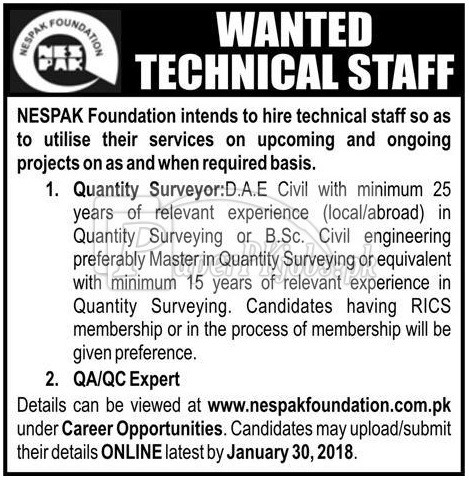 NESPAK FOUNDATION
NES
PAK
WANTED
TECHNICAL STAFF
NESPAK Foundation intends to hire technical staff so as
to utilise their services on upcoming and ongoing
projects on as and when required basis.
1. Quantity Surveyor:D.A.E Civil with minimum 25
years of relevant experience (local/abroad) in
Quantity Surveying or B.Sc. Civil engineering
preferably Master in Quantity Surveying or equivalent
with minimum 15 years of relevant experience in
Quantity Surveying. Candidates having RICS
membership or in the process of membership will be
given preference.
2. QA/QC Expert
Details can be viewed at www.nespakfoundation.com.pk
under Career Opportunities. Candidates may upload/submit
their details ONLINE latest by January 30, 2018.
PaperPkJobs.pk